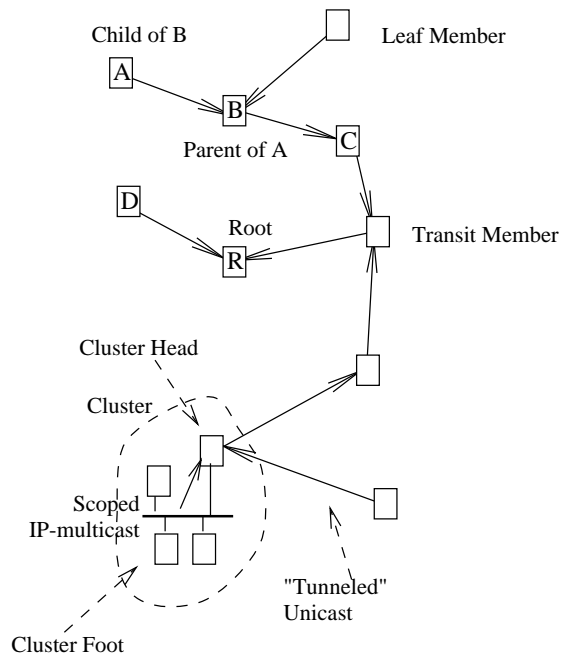 Child of B
Leaf Member
A
B
Parent of A
C
D
Root
R
Transit Member
Cluster Head
Cluster
Scoped
IP-multicast
"Tunneled"
Unicast
Cluster Foot